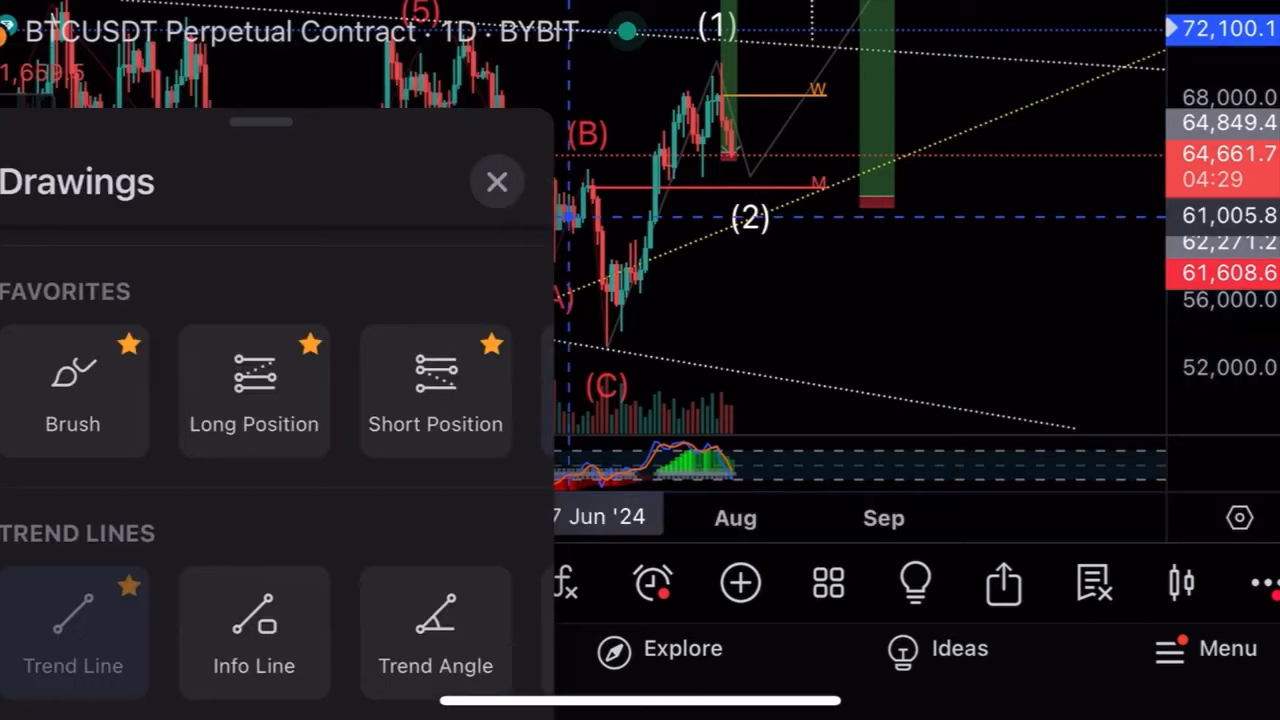 (5)
BTCUSDT Perpetual Contract · 1D · BYBIT
(1)
72,100.1
1,659.5
W
68,000.0
64,849.4
(B)
64,661.7
04:29
Drawings
M
(2)
61,005.8
62,271.2
61,608.6
FAVORITES
A)
56,000.0
52,000.0
(C)
Brush
Long Position
Short Position
7 Jun '24
Aug
Sep
TREND LINES
Trend Line
Info Line
Trend Angle
Explore
Ideas
Menu